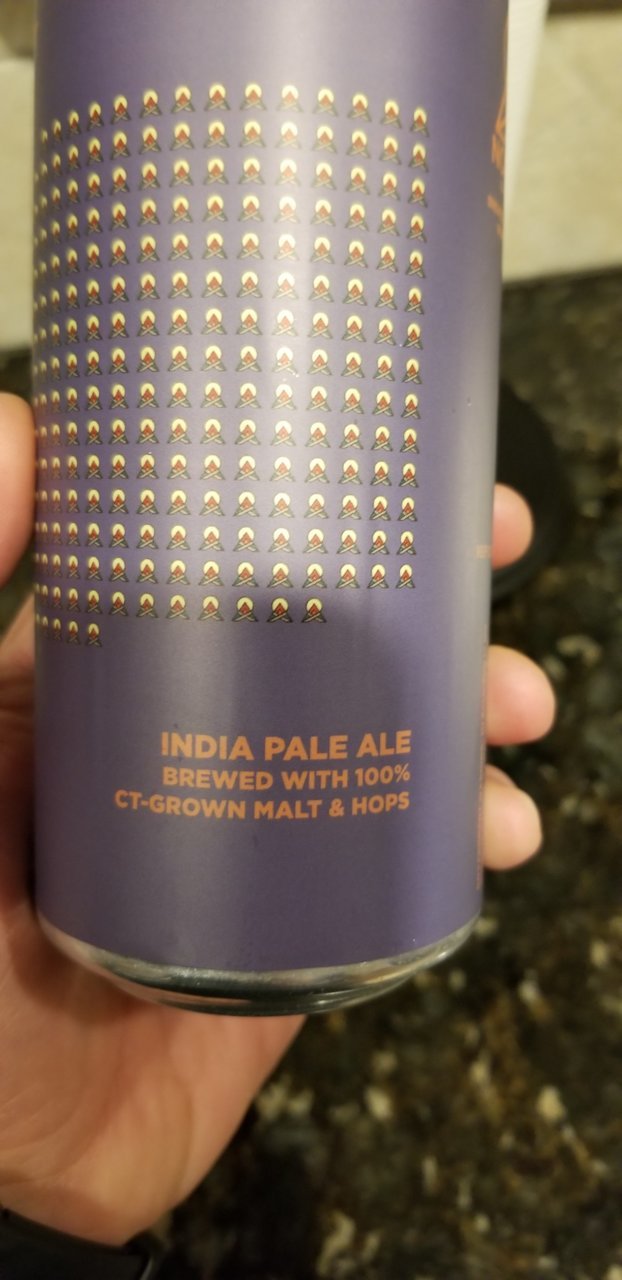 INDIA PALE ALE
BREWED WITH 100%
CT-GROWN MALT & HOPS